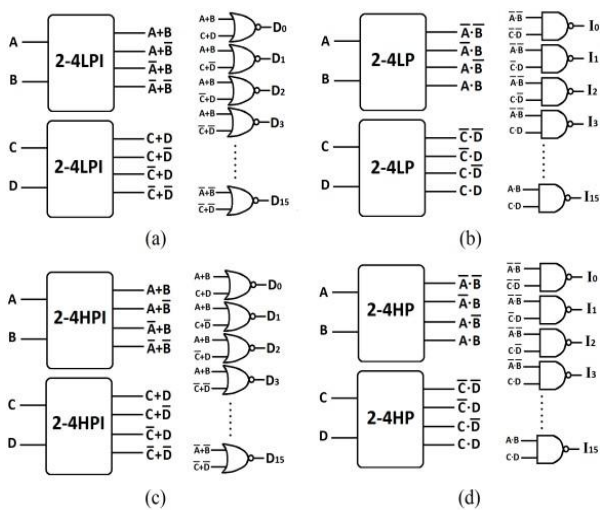 A
B
2-4LPI
A+B
A+B̅
A̅+B
A̅+B̅
C
D
2-4LPI
C+D
C+D̅
C̅+D
C̅+D̅
A+B
C+D
D₀
A+B
C+D̅
D₁
A+B
C̅+D
D₂
A+B
C̅+D̅
D₃
A̅+B̅
C̅+D̅
D₁₅
(a)
A
B
2-4LP
A̅·B̅
A̅·B
A·B̅
A·B
C
D
2-4LP
C̅·D̅
C̅·D
C·D̅
C·D
A̅·B̅
C̅·D̅
I₀
A̅·B̅
C̅·D
I₁
A̅·B̅
C·D̅
I₂
A̅·B̅
C·D
I₃
A·B
C·D
I₁₅
(b)
A
B
2-4HPI
A+B
A+B̅
A̅+B
A̅+B̅
C
D
2-4HPI
C+D
C+D̅
C̅+D
C̅+D̅
A+B
C+D
D₀
A+B
C+D̅
D₁
A+B
C̅+D
D₂
A+B
C̅+D̅
D₃
A̅+B̅
C̅+D̅
D₁₅
(c)
A
B
2-4HP
A̅·B̅
A̅·B
A·B̅
A·B
C
D
2-4HP
C̅·D̅
C̅·D
C·D̅
C·D
A̅·B̅
C̅·D̅
I₀
A̅·B̅
C̅·D
I₁
A̅·B̅
C·D̅
I₂
A̅·B̅
C·D
I₃
A·B
C·D
I₁₅
(d)